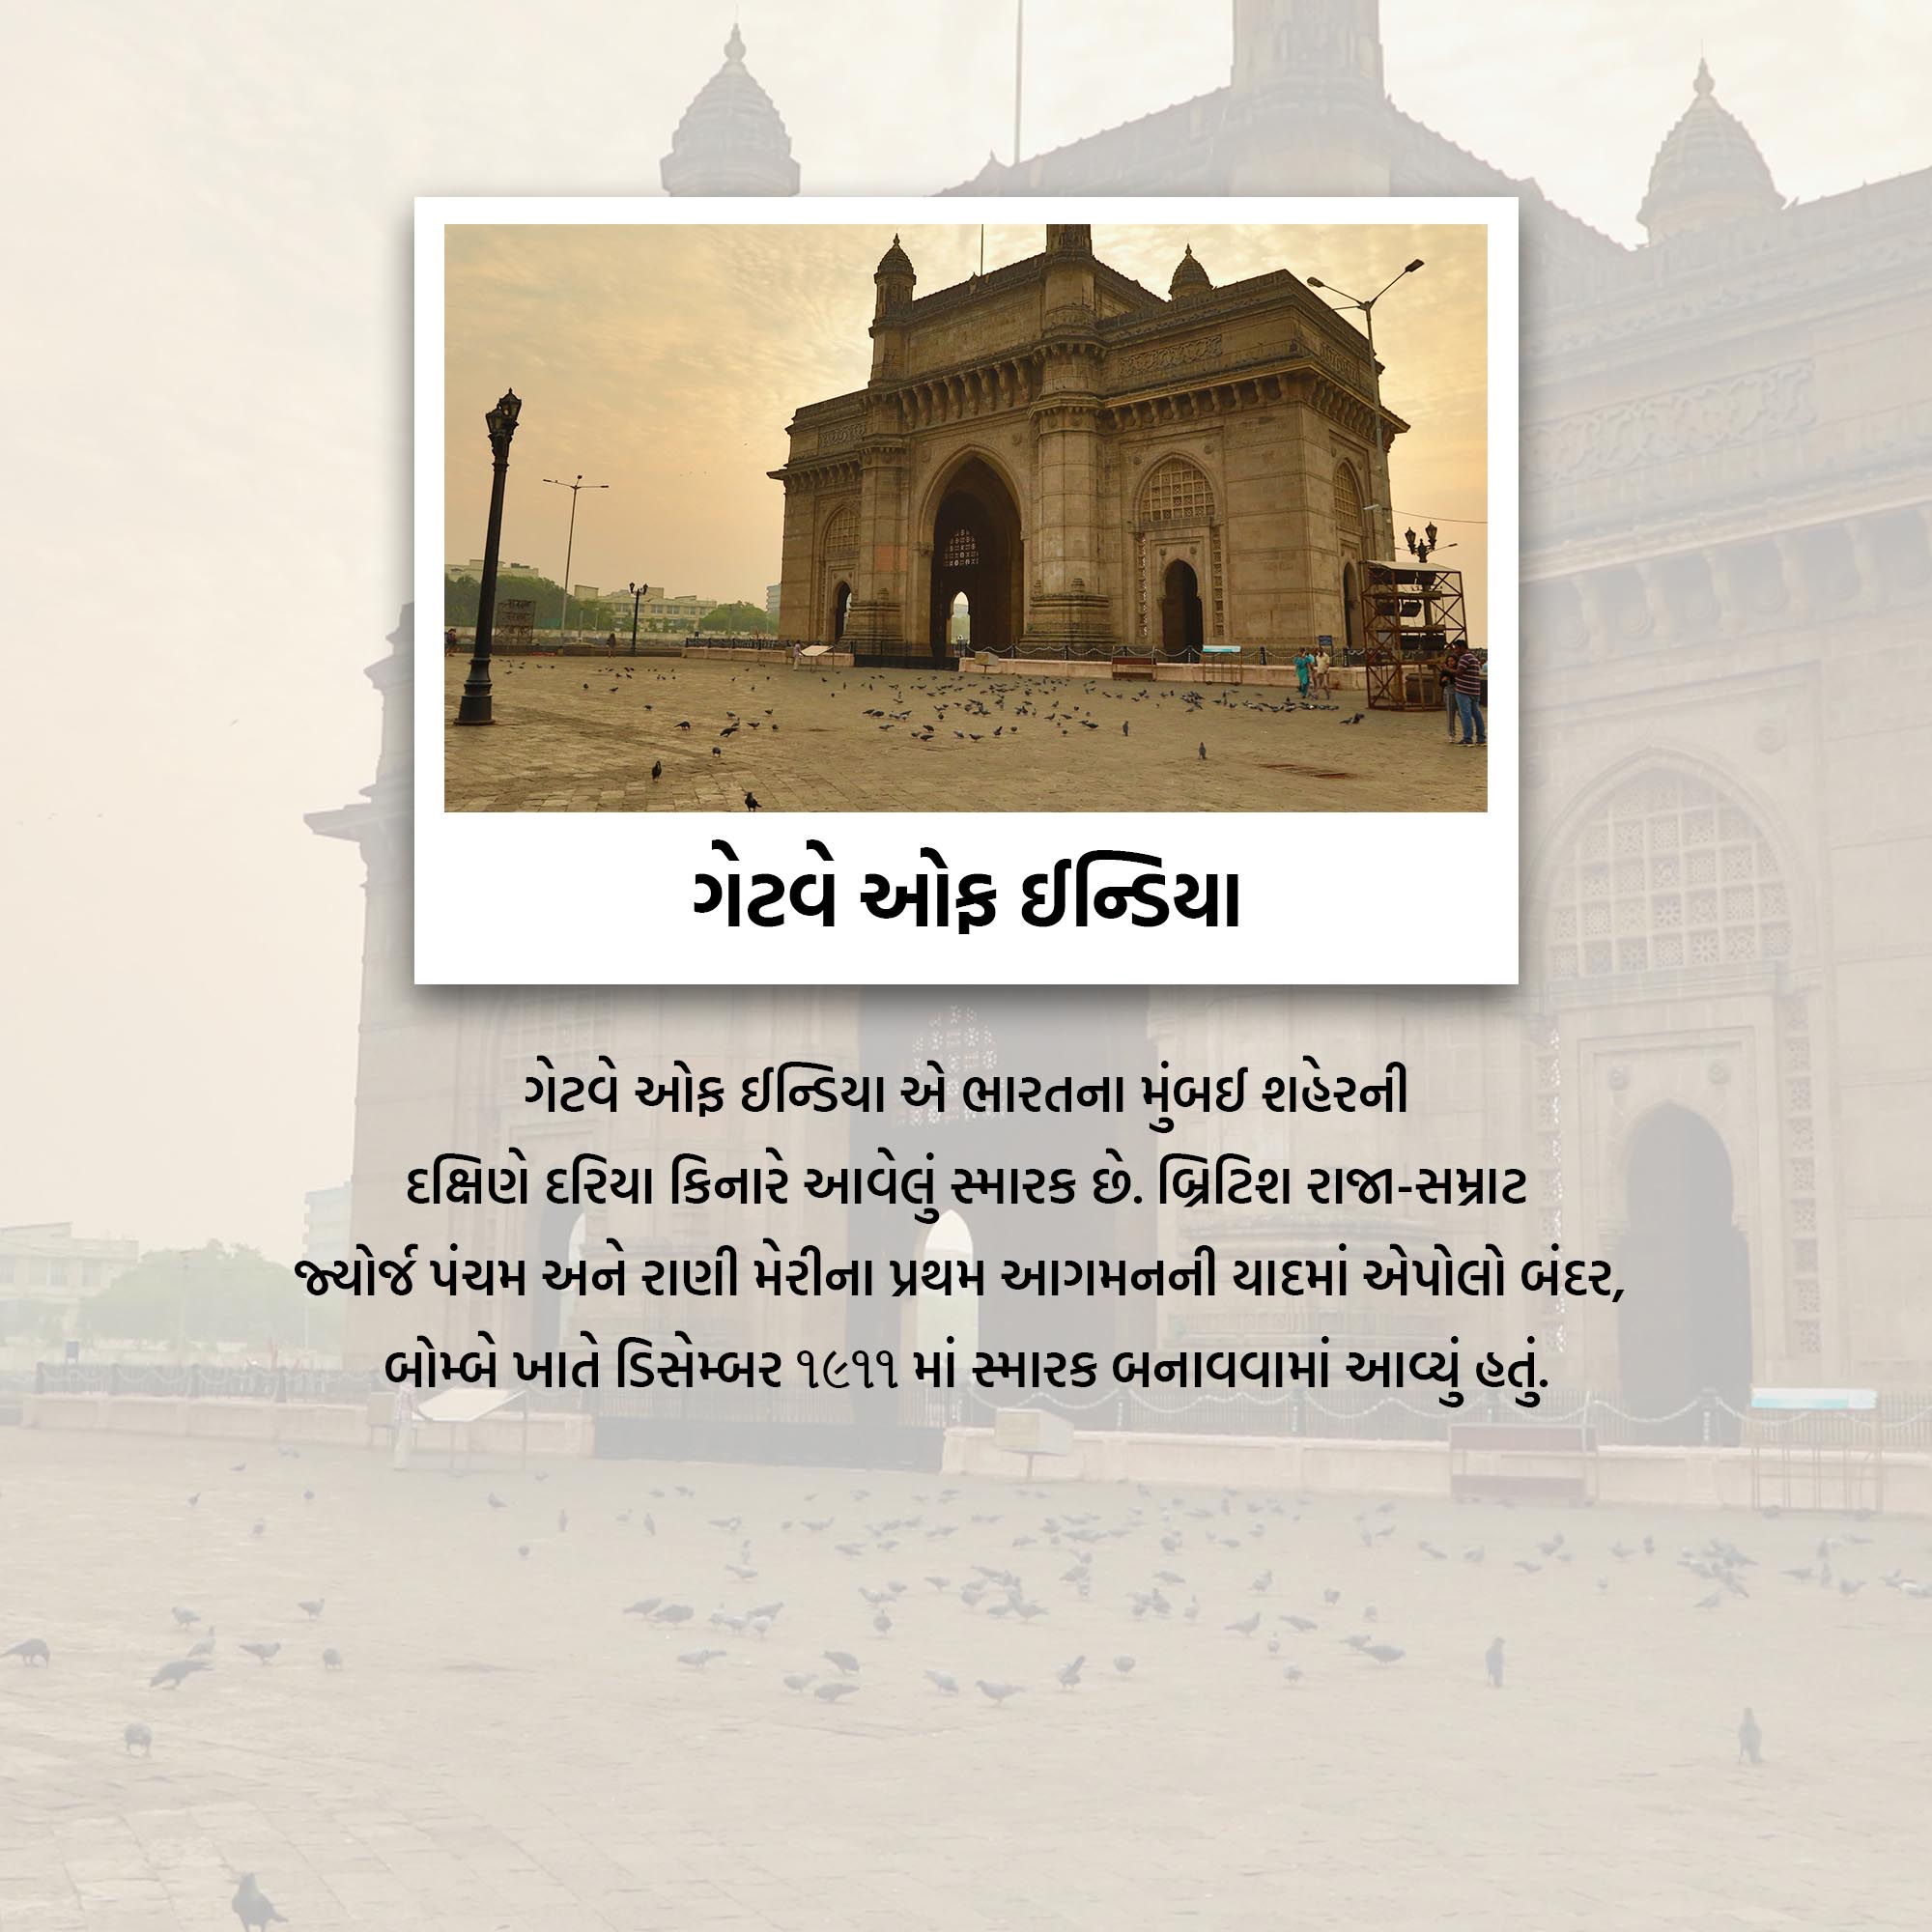 ગેટવે ઓફ ઈન્ડિયા
ગેટવે ઓફ ઈન્ડિયા એ ભારતના મુંબઈ શહેરની
દક્ષિણે દરિયા કિનારે આવેલું સ્મારક છે. બ્રિટિશ રાજા-સમ્રાટ
જ્યોર્જ પંચમ અને રાણી મેરીના પ્રથમ આગમનની યાદમાં એપોલો બંદર,
બોમ્બે ખાતે ડિસેમ્બર ૧૯૧૧ માં સ્મારક બનાવવામાં આવ્યું હતું.